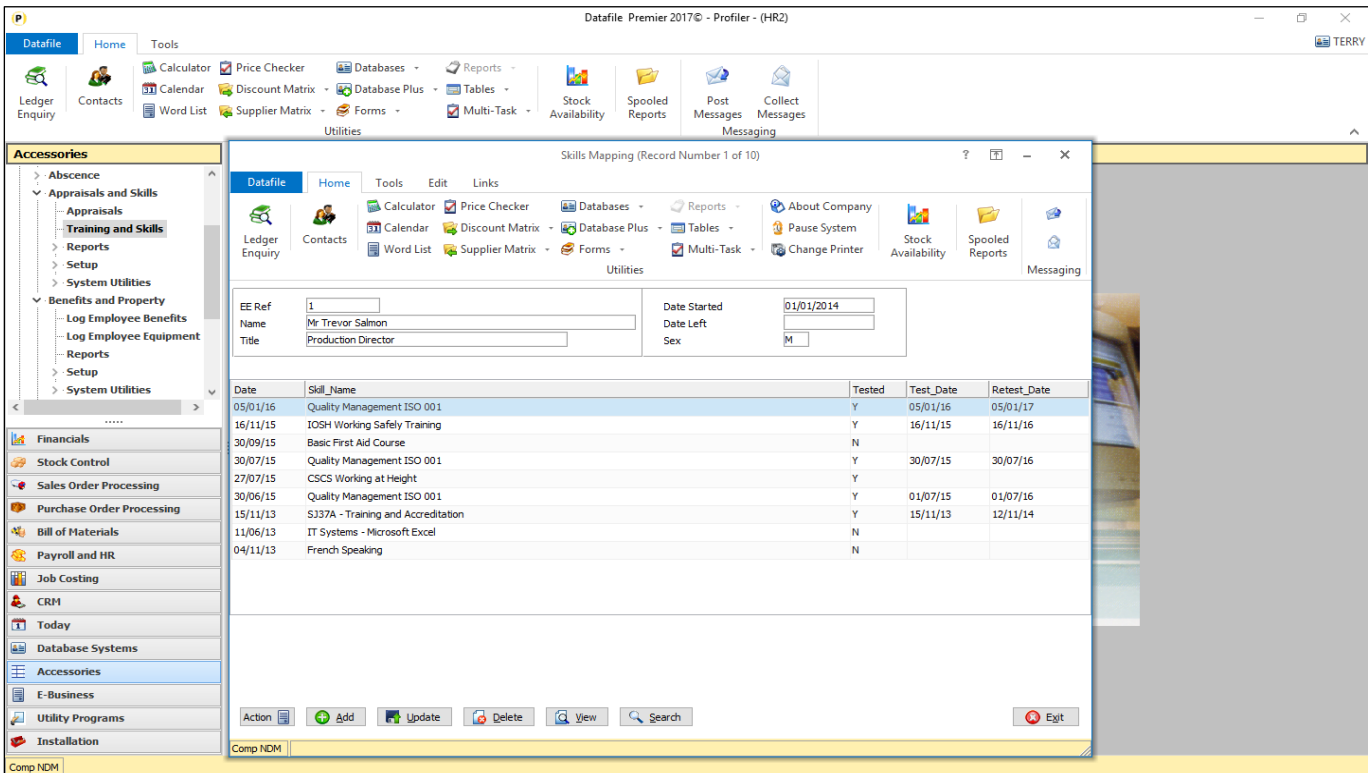 Datafile Premier 2017© - Profiler - (HR2)
Datafile Home Tools TERRY
Calculator Price Checker Databases Reports
Calendar Discount Matrix Database Plus Tables
Word List Supplier Matrix Forms Multi-Task
Ledger Enquiry
Contacts
Stock Availability
Spooled Reports
Post Messages
Collect Messages
Utilities Messaging
Accessories
Abscence
Appraisals and Skills
Appraisals
Training and Skills
Reports
Setup
System Utilities
Benefits and Property
Log Employee Benefits
Log Employee Equipment
Reports
Setup
System Utilities
Financials
Stock Control
Sales Order Processing
Purchase Order Processing
Bill of Materials
Payroll and HR
Job Costing
CRM
Today
Database Systems
Accessories
E-Business
Utility Programs
Installation
Comp NDM
Skills Mapping (Record Number 1 of 10)
Datafile Home Tools Edit Links
Calculator Price Checker Databases Reports About Company
Calendar Discount Matrix Database Plus Tables Pause System
Word List Supplier Matrix Forms Multi-Task Change Printer
Ledger Enquiry
Contacts
Stock Availability
Spooled Reports
Utilities Messaging
EE Ref 1 Date Started 01/01/2014
Name Mr Trevor Salmon Date Left
Title Production Director Sex M
Date Skill_Name Tested Test_Date Retest_Date
05/01/16 Quality Management ISO 001 Y 05/01/16 05/01/17
16/11/15 IOSH Working Safely Training Y 16/11/15 16/11/16
30/09/15 Basic First Aid Course N
30/07/15 Quality Management ISO 001 Y 30/07/15 30/07/16
27/07/15 CSCS Working at Height Y
30/06/15 Quality Management ISO 001 Y 01/07/15 01/07/16
15/11/13 SJ37A - Training and Accreditation Y 15/11/13 12/11/14
11/06/13 IT Systems - Microsoft Excel N
04/11/13 French Speaking N
Action Add Update Delete View Search Exit
Comp NDM